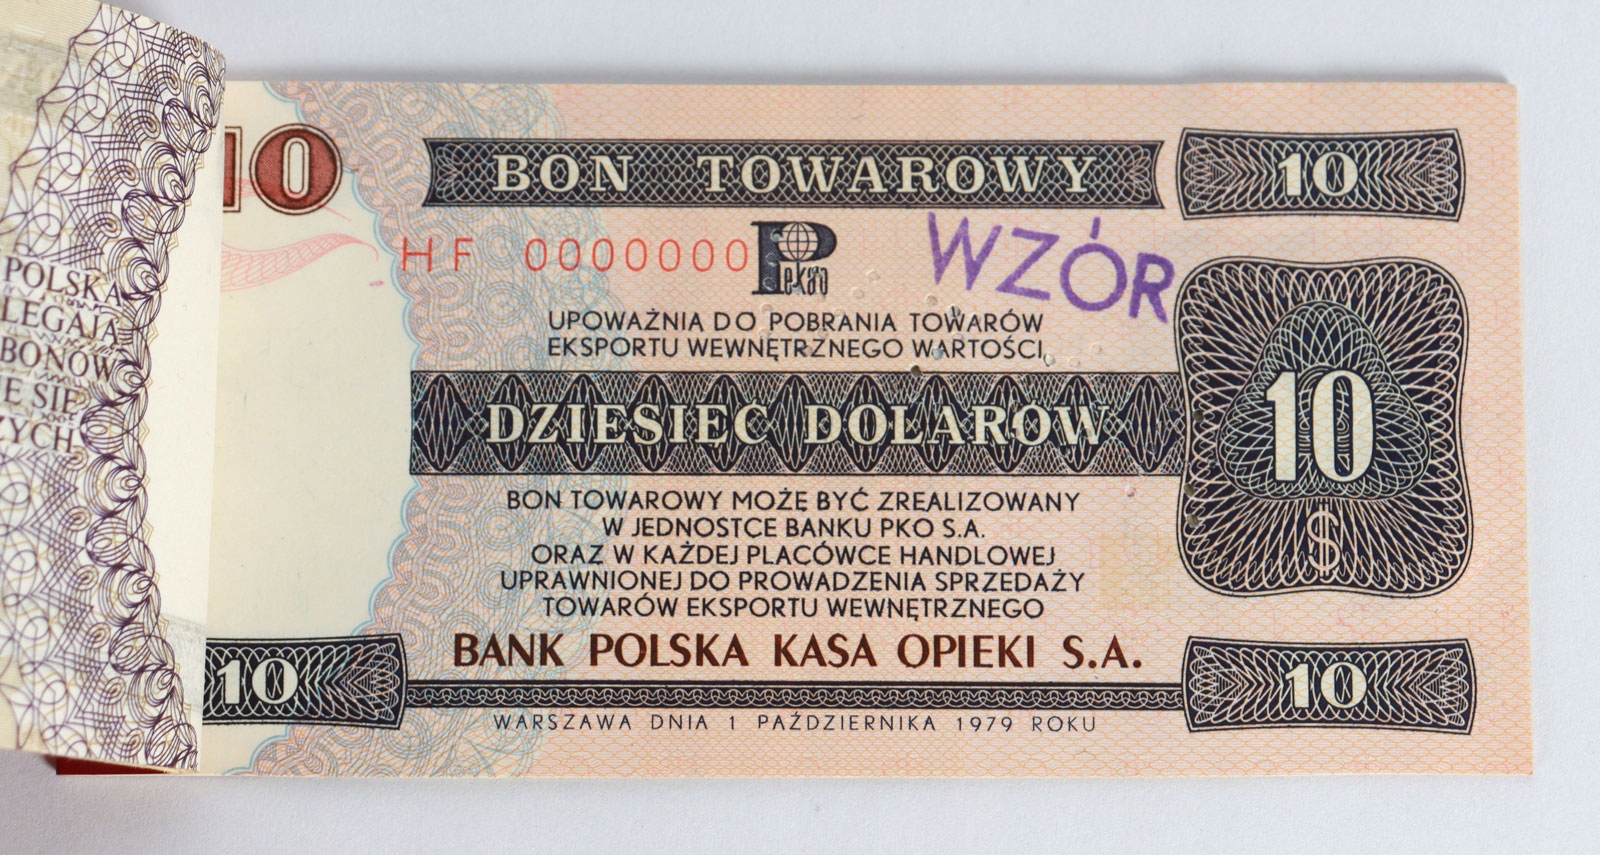 POLSKA
LEGAJĄ
BONÓW
E SIĘ
ZYCH
10
BON TOWAROWY
10
HF 0000000
Pekao
WZÓR
UPOWAŻNIA DO POBRANIA TOWARÓW
EKSPORTU WEWNĘTRZNEGO WARTOŚCI
DZIESIĘĆ DOLARÓW
10
$
BON TOWAROWY MOŻE BYĆ ZREALIZOWANY
W JEDNOSTCE BANKU PKO S.A.
ORAZ W KAŻDEJ PLACÓWCE HANDLOWEJ
UPRAWNIONEJ DO PROWADZENIA SPRZEDAŻY
TOWARÓW EKSPORTU WEWNĘTRZNEGO
BANK POLSKA KASA OPIEKI S.A.
10
10
WARSZAWA DNIA 1 PAŹDZIERNIKA 1979 ROKU